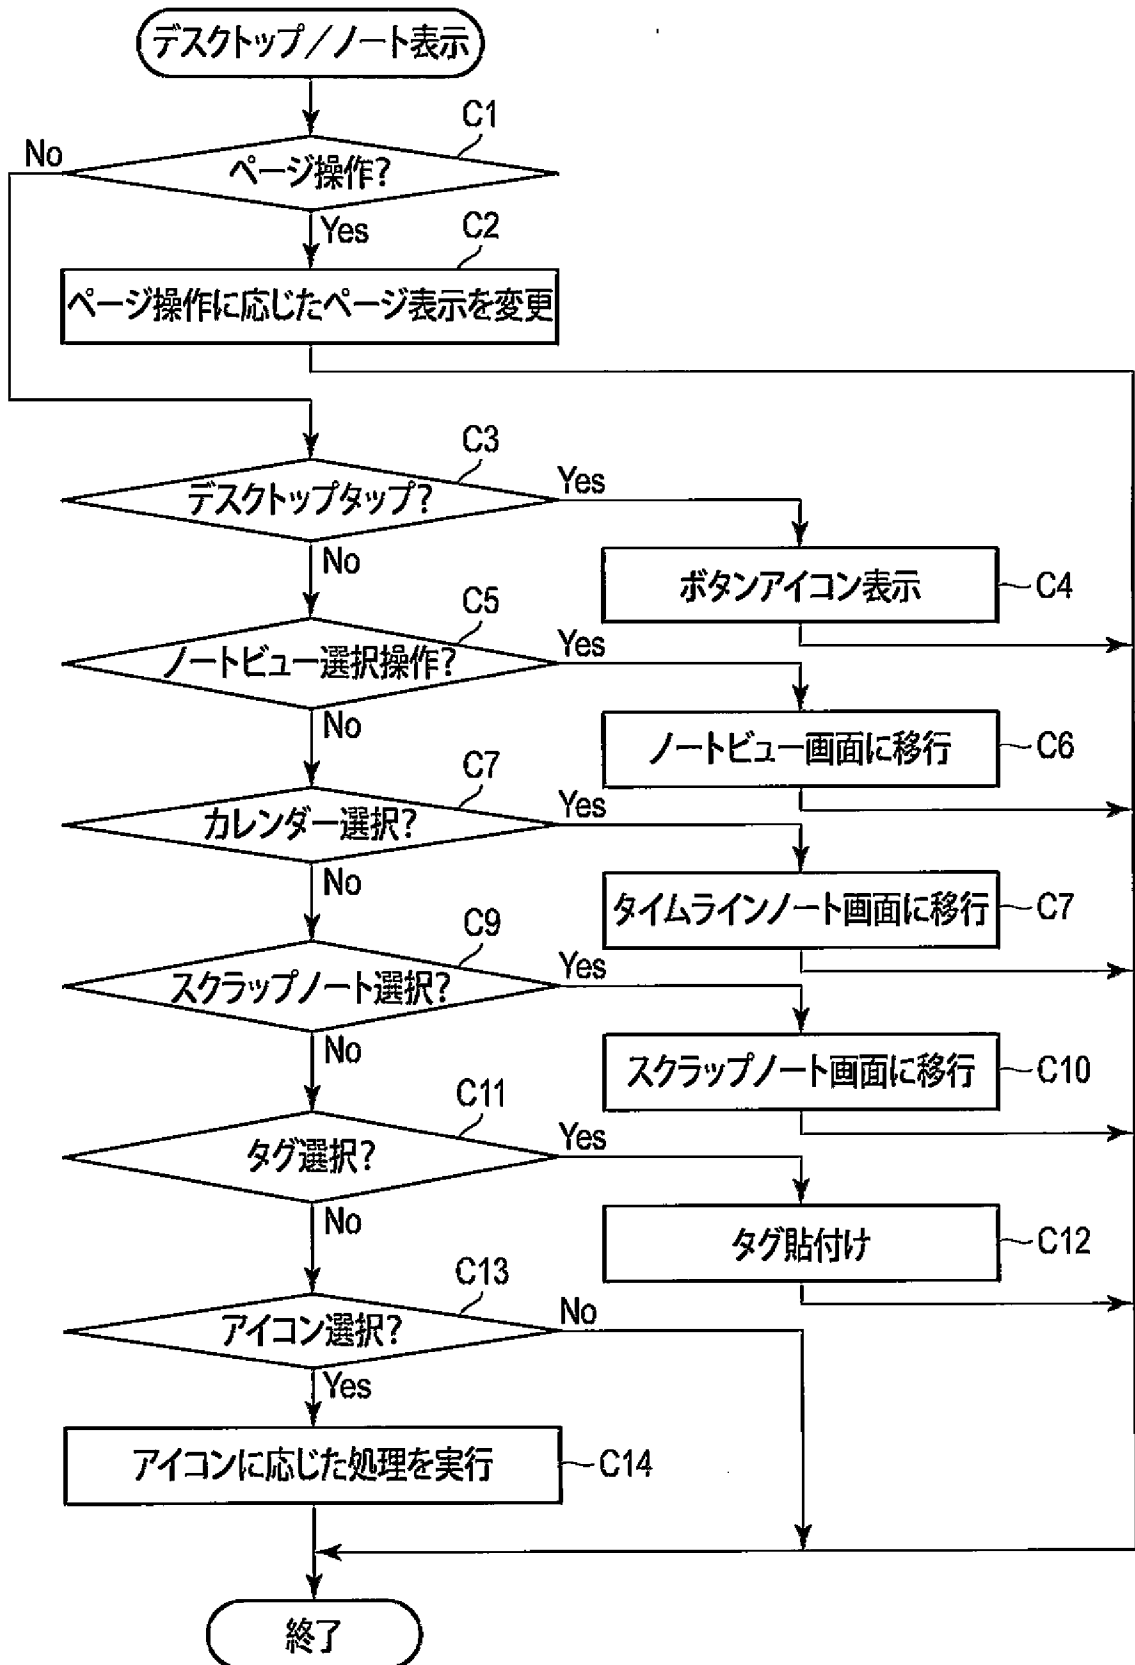 デスクトップ／ノート表示
C1
No
ページ操作?
Yes
C2
ページ操作に応じたページ表示を変更
C3
デスクトップタップ?
Yes
No
ボタンアイコン表示
C4
C5
ノートビュー選択操作?
Yes
No
ノートビュー画面に移行
C6
C7
カレンダー選択?
Yes
No
タイムラインノート画面に移行
C7
C9
スクラップノート選択?
Yes
No
スクラップノート画面に移行
C10
C11
タグ選択?
Yes
No
タグ貼付け
C12
C13
アイコン選択?
No
Yes
アイコンに応じた処理を実行
C14
終了